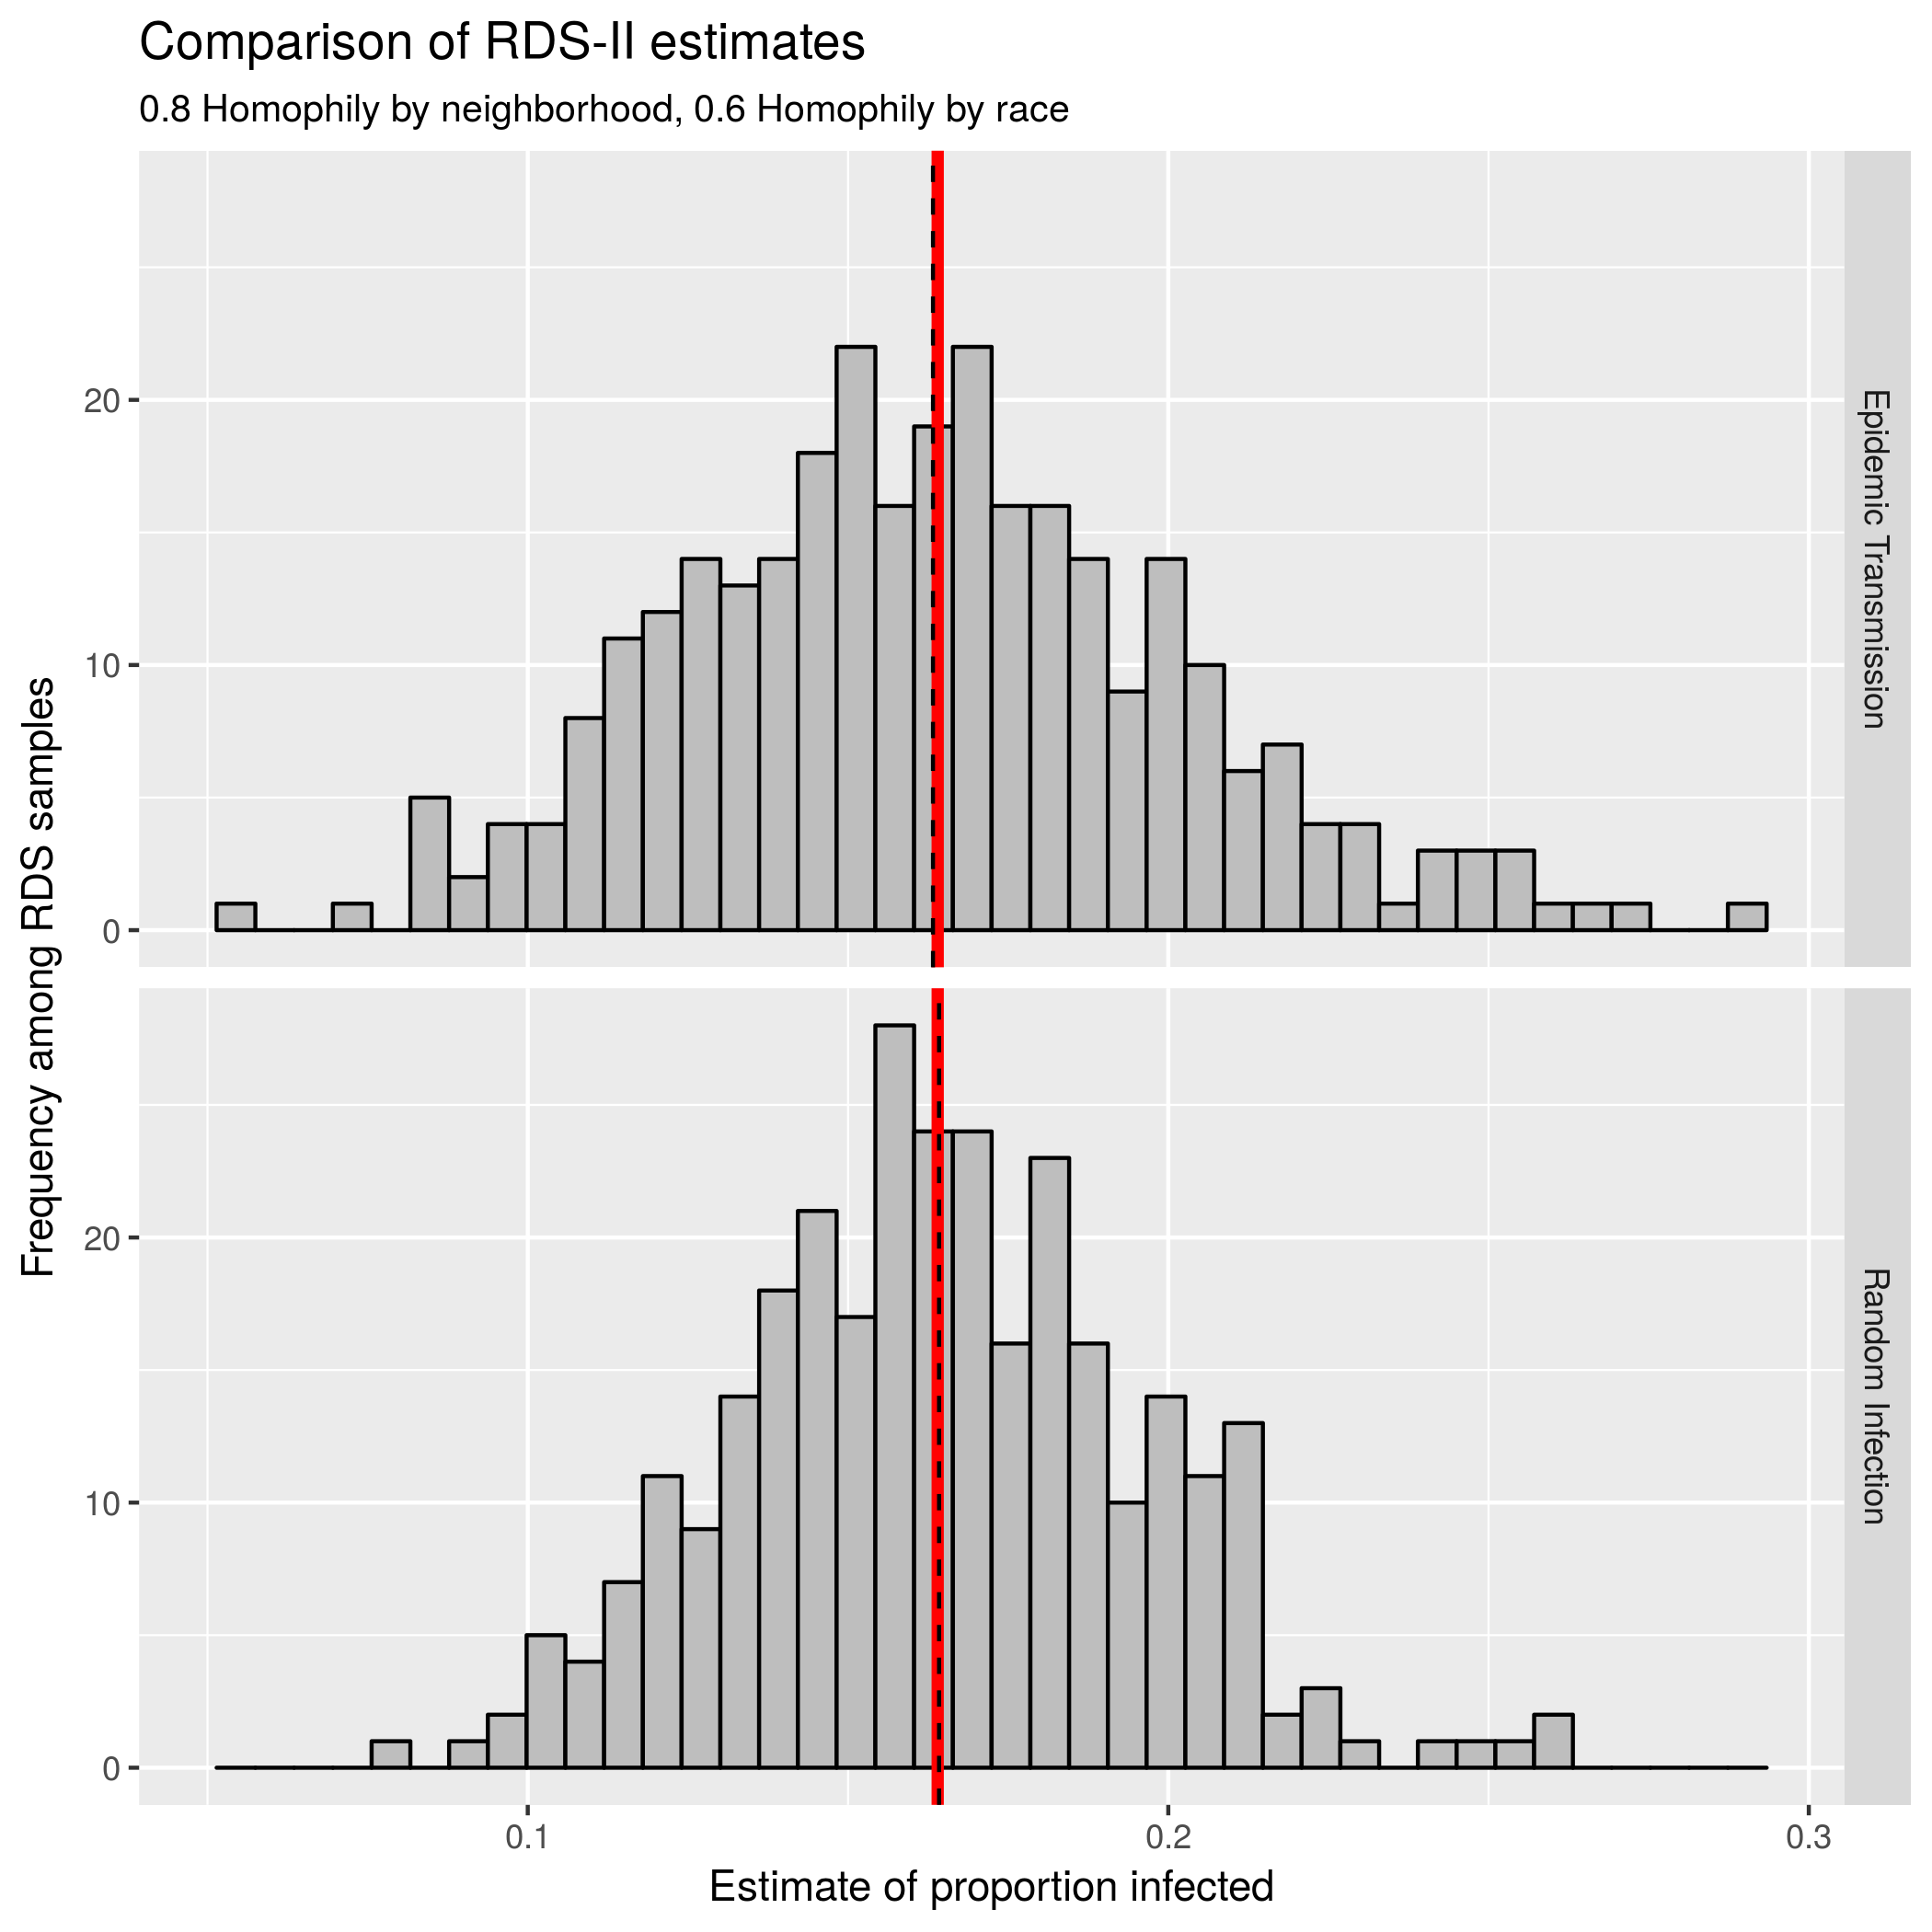 Comparison of RDS-II estimates
0.8 Homophily by neighborhood, 0.6 Homophily by race
Frequency among RDS samples
20
10
0
Epidemic Transmission
20
10
0
Random Infection
0.1
0.2
0.3
Estimate of proportion infected